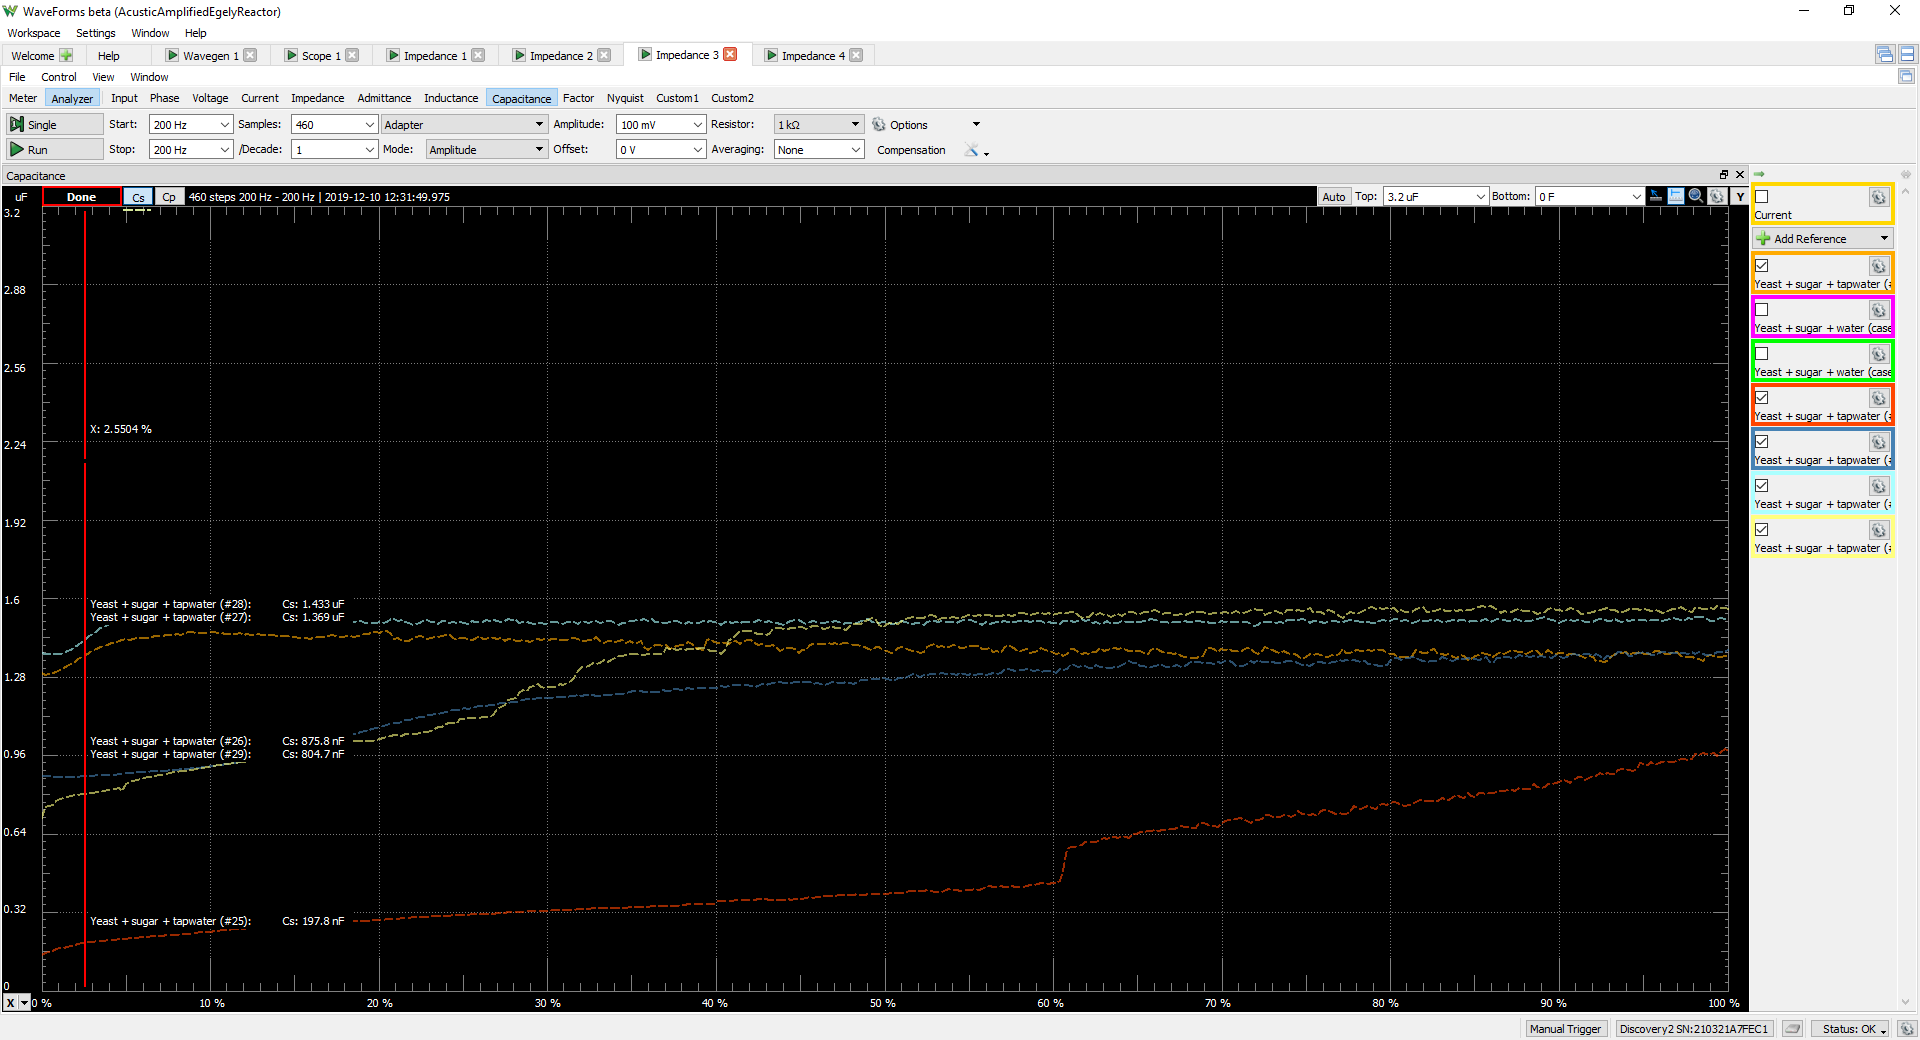 WaveForms beta (AcusticAmplifiedEgelyReactor)
Workspace Settings Window Help
Welcome Help Wavegen 1 Scope 1 Impedance 1 Impedance 2 Impedance 3 Impedance 4
File Control View Window
Meter Analyzer Input Phase Voltage Current Impedance Admittance Inductance Capacitance Factor Nyquist Custom1 Custom2
Single Start: 200 Hz Samples: 460 Adapter Amplitude: 100 mV Resistor: 1 kΩ Options
Run Stop: 200 Hz /Decade: 1 Mode: Amplitude Offset: 0 V Averaging: None Compensation
Capacitance
uF Done Cs Cp 460 steps 200 Hz - 200 Hz | 2019-12-10 12:31:49.975 Auto Top: 3.2 uF Bottom: 0 F Y
3.2
2.88
2.56
X: 2.5504 %
2.24
1.92
1.6
Yeast + sugar + tapwater (#28): Cs: 1.433 uF
Yeast + sugar + tapwater (#27): Cs: 1.369 uF
1.28
Yeast + sugar + tapwater (#26): Cs: 875.8 nF
0.96
Yeast + sugar + tapwater (#29): Cs: 804.7 nF
0.64
0.32
Yeast + sugar + tapwater (#25): Cs: 197.8 nF
0
X 0 % 10 % 20 % 30 % 40 % 50 % 60 % 70 % 80 % 90 % 100 %
Current
Add Reference
Yeast + sugar + tapwater (#
Yeast + sugar + water (case
Yeast + sugar + water (case
Yeast + sugar + tapwater (#
Yeast + sugar + tapwater (#
Yeast + sugar + tapwater (#
Yeast + sugar + tapwater (#
Manual Trigger Discovery2 SN:210321A7FEC1 Status: OK